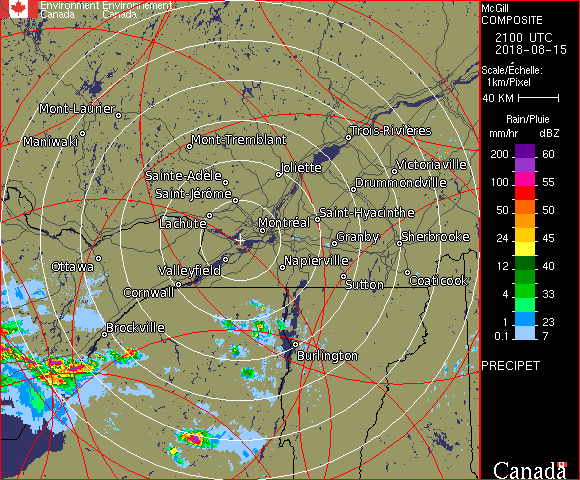 Environment Environnement
Canada Canada
McGill
COMPOSITE
2100 UTC
2018-08-15
Scale/Échelle:
1km/Pixel
40 KM
Rain/Pluie
mm/hr dBZ
200 60
100 55
50 50
24 45
12 40
4 33
1 23
0.1 7
PRECIPET
Canada
Mont-Laurier
Maniwaki
Mont-Tremblant
Trois-Rivières
Joliette
Victoriaville
Sainte-Adèle
Drummondville
Saint-Jérôme
Saint-Hyacinthe
Lachute
Montréal
Granby
Sherbrooke
Ottawa
Valleyfield
Napierville
Cornwall
Sutton
Coaticook
Brockville
Burlington